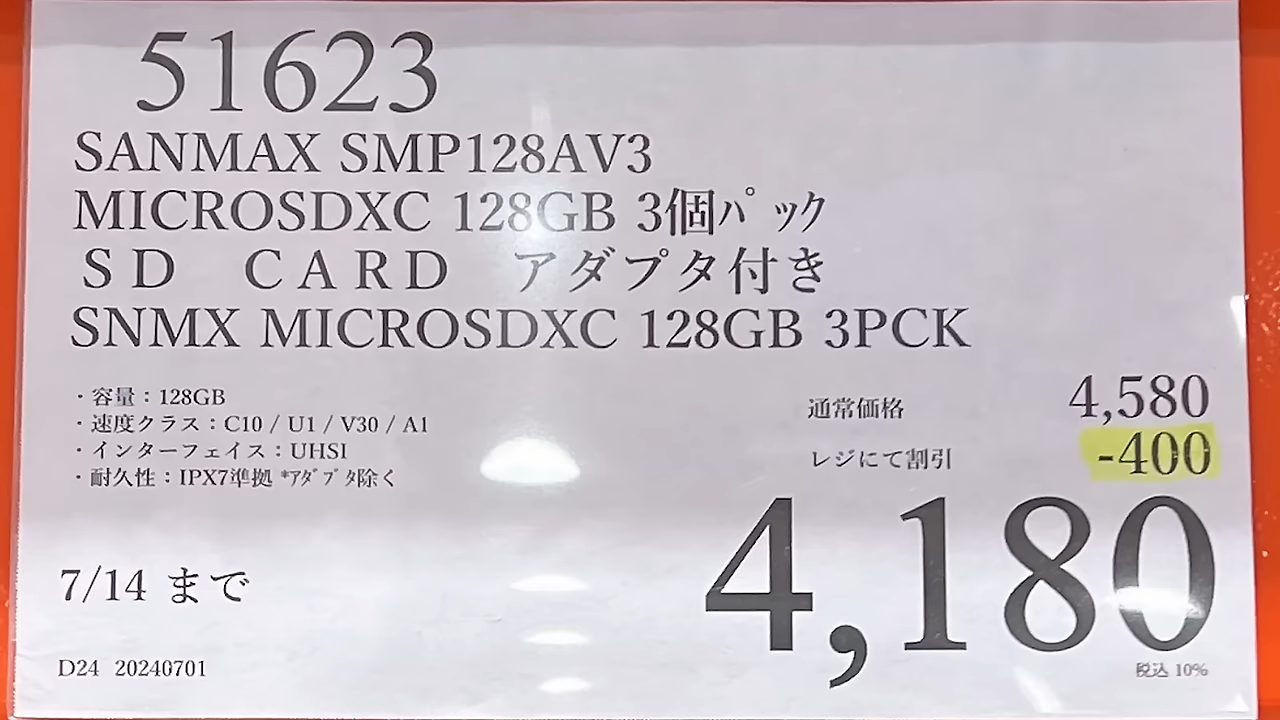 51623
SANMAX SMP128AV3
MICROSDXC 128GB 3個ﾊﾟｯｸ
ＳＤ　ＣＡＲＤ　アダプタ付き
SNMX MICROSDXC 128GB 3PCK
・容量：128GB
・速度クラス：C10 / U1 / V30 / A1
・インターフェイス：UHSI
・耐久性：IPX7準拠 *ｱﾀﾞﾌﾟﾀ除く
通常価格 4,580
レジにて割引 -400
4,180
税込 10%
7/14 まで
D24 20240701